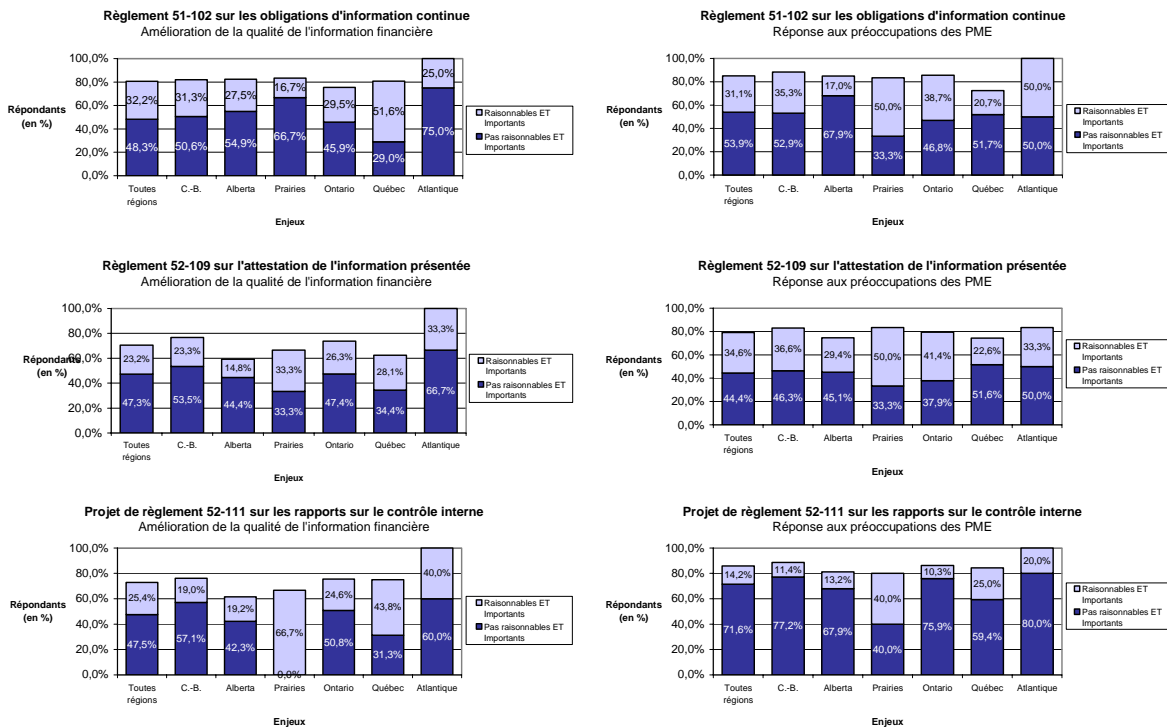 Règlement 51-102 sur les obligations d'information continue
Amélioration de la qualité de l'information financière
100,0%
80,0%
60,0%
40,0%
20,0%
0,0%
Répondants
(en %)
32,2%
31,3%
27,5%
16,7%
29,5%
51,6%
25,0%
48,3%
50,6%
54,9%
66,7%
45,9%
29,0%
75,0%
Toutes régions
C.-B.
Alberta
Prairies
Ontario
Québec
Atlantique
Enjeux
Raisonnables ET
Importants
Pas raisonnables ET
Importants
Règlement 51-102 sur les obligations d'information continue
Réponse aux préoccupations des PME
100,0%
80,0%
60,0%
40,0%
20,0%
0,0%
Répondants
(en %)
31,1%
35,3%
17,0%
50,0%
38,7%
20,7%
50,0%
53,9%
52,9%
67,9%
33,3%
46,8%
51,7%
50,0%
Toutes régions
C.-B.
Alberta
Prairies
Ontario
Québec
Atlantique
Enjeux
Raisonnables ET
Importants
Pas raisonnables ET
Importants
Règlement 52-109 sur l'attestation de l'information présentée
Amélioration de la qualité de l'information financière
100,0%
80,0%
60,0%
40,0%
20,0%
0,0%
Répondants
(en %)
23,2%
23,3%
14,8%
33,3%
26,3%
28,1%
33,3%
47,3%
53,5%
44,4%
33,3%
47,4%
34,4%
66,7%
Toutes régions
C.-B.
Alberta
Prairies
Ontario
Québec
Atlantique
Enjeux
Raisonnables ET
Importants
Pas raisonnables ET
Importants
Règlement 52-109 sur l'attestation de l'information présentée
Réponse aux préoccupations des PME
100,0%
80,0%
60,0%
40,0%
20,0%
0,0%
Répondants
(en %)
34,6%
36,6%
29,4%
50,0%
41,4%
22,6%
33,3%
44,4%
46,3%
45,1%
33,3%
37,9%
51,6%
50,0%
Toutes régions
C.-B.
Alberta
Prairies
Ontario
Québec
Atlantique
Enjeux
Raisonnables ET
Importants
Pas raisonnables ET
Importants
Projet de règlement 52-111 sur les rapports sur le contrôle interne
Amélioration de la qualité de l'information financière
100,0%
80,0%
60,0%
40,0%
20,0%
0,0%
Répondants
(en %)
25,4%
19,0%
19,2%
66,7%
24,6%
43,8%
40,0%
47,5%
57,1%
42,3%
0,0%
50,8%
31,3%
60,0%
Toutes régions
C.-B.
Alberta
Prairies
Ontario
Québec
Atlantique
Enjeux
Raisonnables ET
Importants
Pas raisonnables ET
Importants
Projet de règlement 52-111 sur les rapports sur le contrôle interne
Réponse aux préoccupations des PME
100,0%
80,0%
60,0%
40,0%
20,0%
0,0%
Répondants
(en %)
14,2%
11,4%
13,2%
40,0%
10,3%
25,0%
20,0%
71,6%
77,2%
67,9%
40,0%
75,9%
59,4%
80,0%
Toutes régions
C.-B.
Alberta
Prairies
Ontario
Québec
Atlantique
Enjeux
Raisonnables ET
Importants
Pas raisonnables ET
Importants